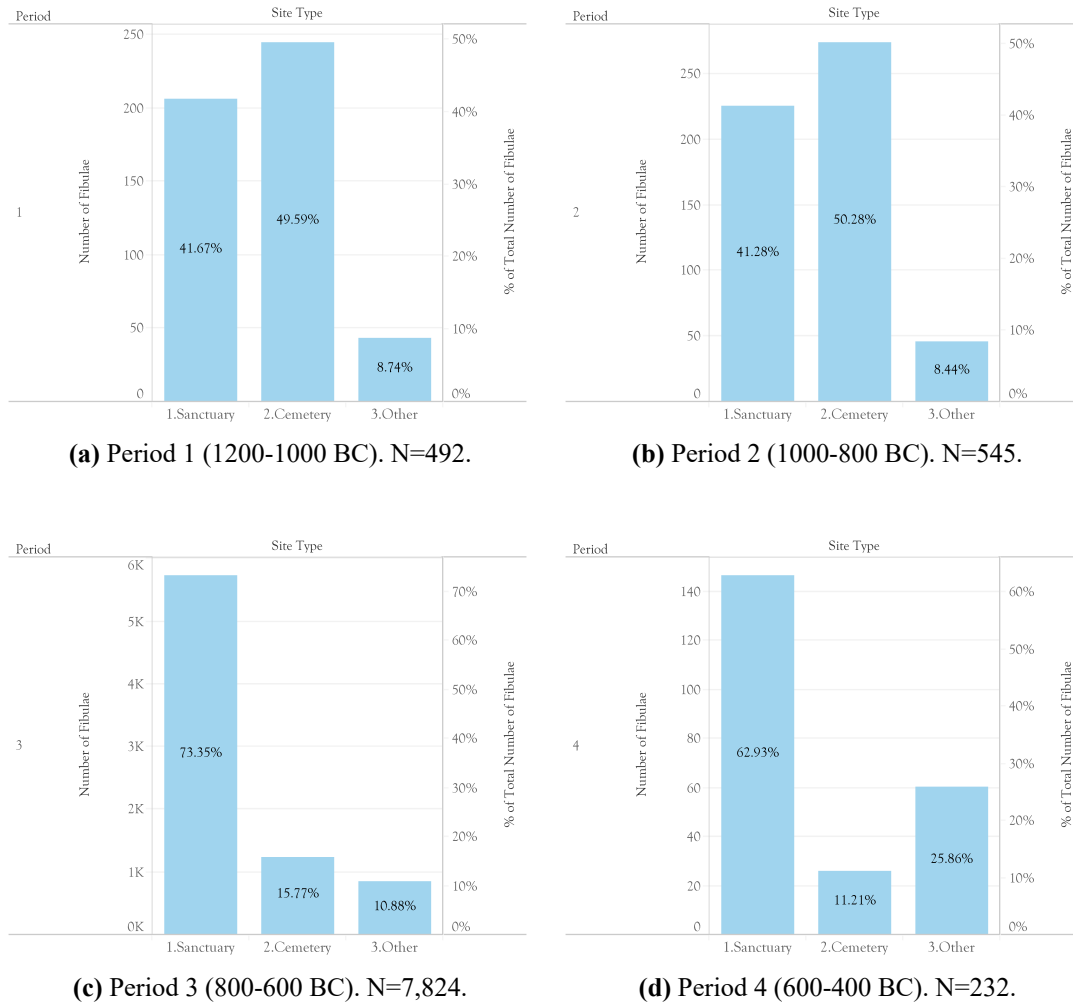 Period
Site Type
Number of Fibulae
% of Total Number of Fibulae
1
250
200
150
100
50
0
50%
40%
30%
20%
10%
0%
41.67%
49.59%
8.74%
1.Sanctuary 2.Cemetery 3.Other
(a) Period 1 (1200-1000 BC). N=492.
Period
Site Type
Number of Fibulae
% of Total Number of Fibulae
2
250
200
150
100
50
0
50%
40%
30%
20%
10%
0%
41.28%
50.28%
8.44%
1.Sanctuary 2.Cemetery 3.Other
(b) Period 2 (1000-800 BC). N=545.
Period
Site Type
Number of Fibulae
% of Total Number of Fibulae
3
6K
5K
4K
3K
2K
1K
0K
70%
60%
50%
40%
30%
20%
10%
0%
73.35%
15.77%
10.88%
1.Sanctuary 2.Cemetery 3.Other
(c) Period 3 (800-600 BC). N=7,824.
Period
Site Type
Number of Fibulae
% of Total Number of Fibulae
4
140
120
100
80
60
40
20
0
60%
50%
40%
30%
20%
10%
0%
62.93%
11.21%
25.86%
1.Sanctuary 2.Cemetery 3.Other
(d) Period 4 (600-400 BC). N=232.